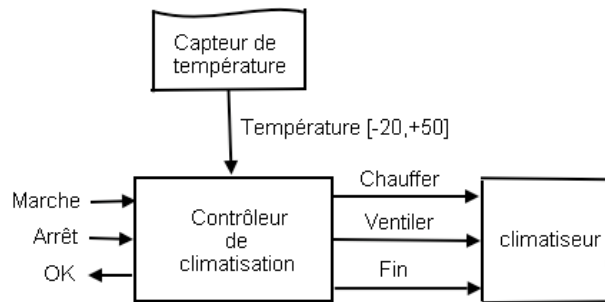 Capteur de
température
Température [-20,+50]
Marche
Arrêt
OK
Contrôleur
de
climatisation
Chauffer
Ventiler
Fin
climatiseur